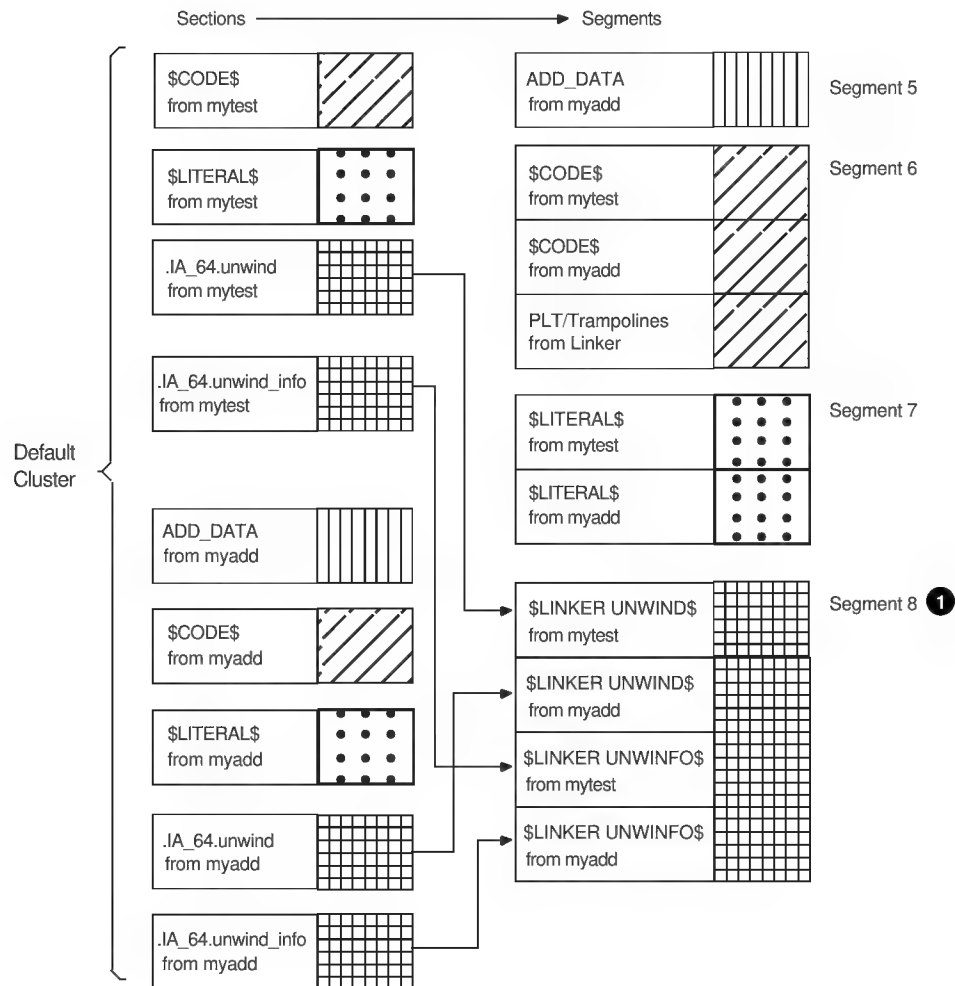 Sections
Segments
Default
Cluster
$CODE$
from mytest
$LITERAL$
from mytest
.IA_64.unwind
from mytest
.IA_64.unwind_info
from mytest
ADD_DATA
from myadd
$CODE$
from myadd
$LITERAL$
from myadd
.IA_64.unwind
from myadd
.IA_64.unwind_info
from myadd
ADD_DATA
from myadd
Segment 5
$CODE$
from mytest
Segment 6
$CODE$
from myadd
PLT/Trampolines
from Linker
$LITERAL$
from mytest
Segment 7
$LITERAL$
from myadd
$LINKER UNWIND$
from mytest
Segment 8 1
$LINKER UNWIND$
from myadd
$LINKER UNWINFO$
from mytest
$LINKER UNWINFO$
from myadd